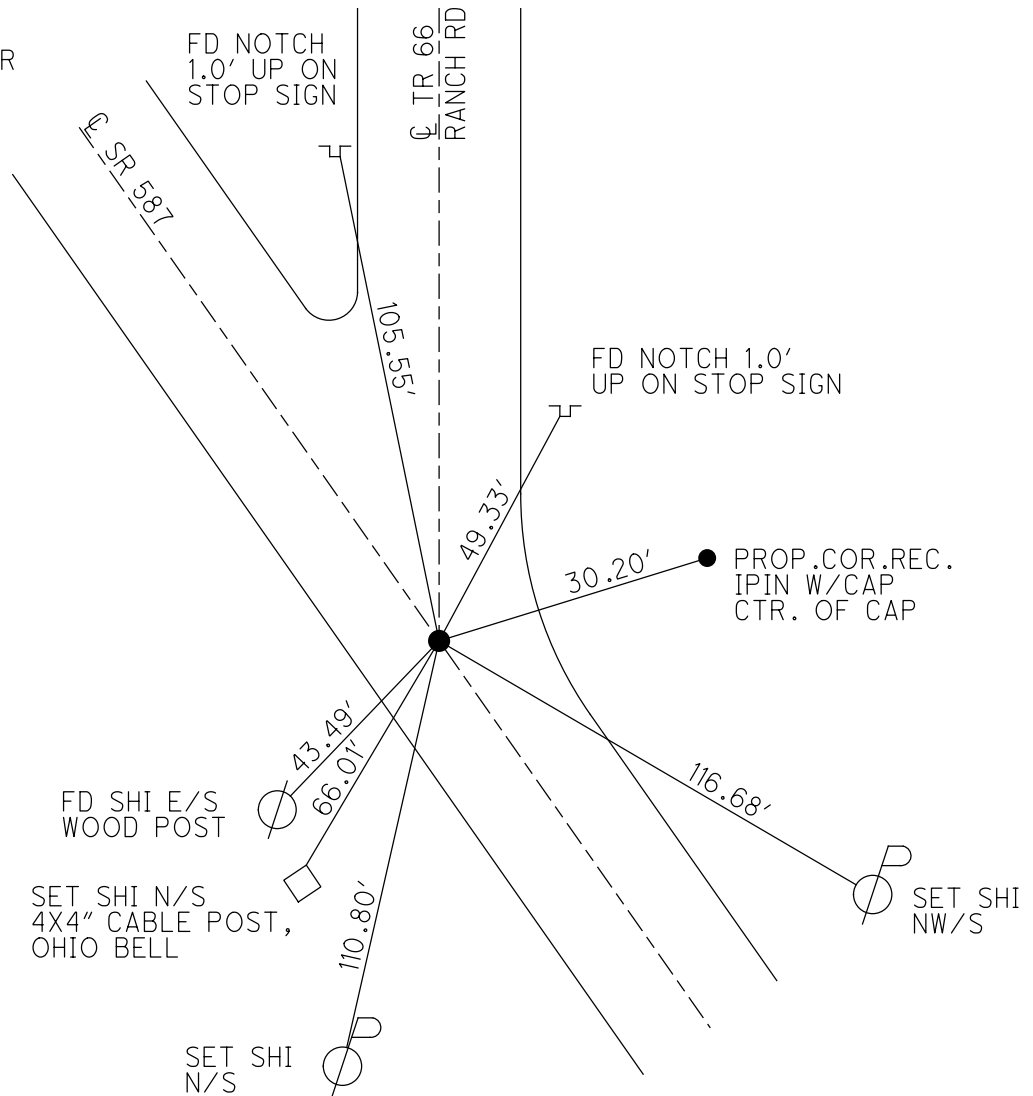 R
FD NOTCH
1.0' UP ON
STOP SIGN
℄ TR 66
RANCH RD
℄ SR 587
105.55'
FD NOTCH 1.0'
UP ON STOP SIGN
49.33'
30.20'
PROP.COR.REC.
IPIN W/CAP
CTR. OF CAP
43.49'
66.01'
FD SHI E/S
WOOD POST
116.68'
SET SHI N/S
4X4" CABLE POST,
OHIO BELL
110.80'
SET SHI
NW/S
SET SHI
N/S